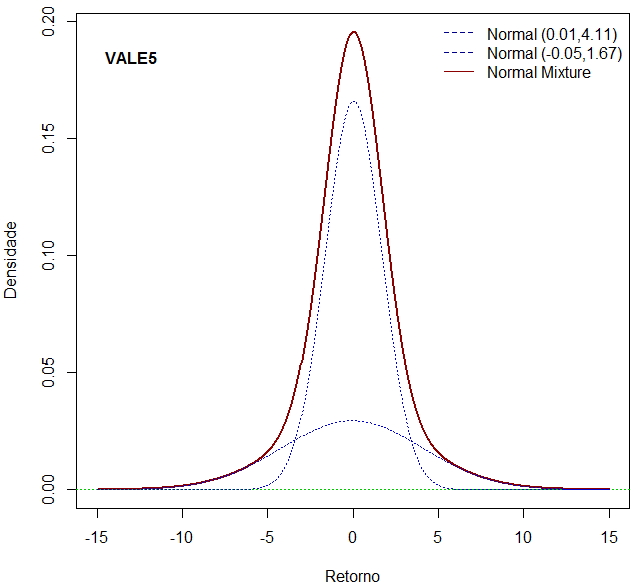 VALE5
Normal (0.01,4.11)
Normal (-0.05,1.67)
Normal Mixture
Densidade
0.20
0.15
0.10
0.05
0.00
-15 -10 -5 0 5 10 15
Retorno